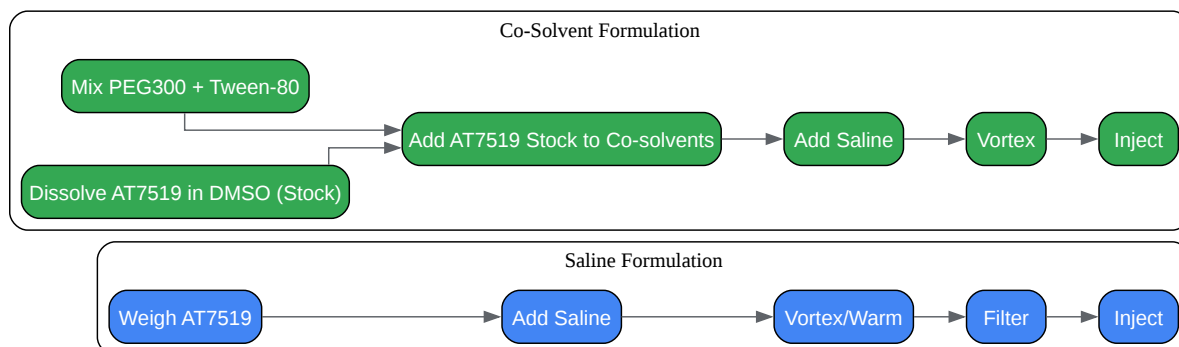 Co-Solvent Formulation
Mix PEG300 + Tween-80
Dissolve AT7519 in DMSO (Stock)
Add AT7519 Stock to Co-solvents
Add Saline
Vortex
Inject
Saline Formulation
Weigh AT7519
Add Saline
Vortex/Warm
Filter
Inject